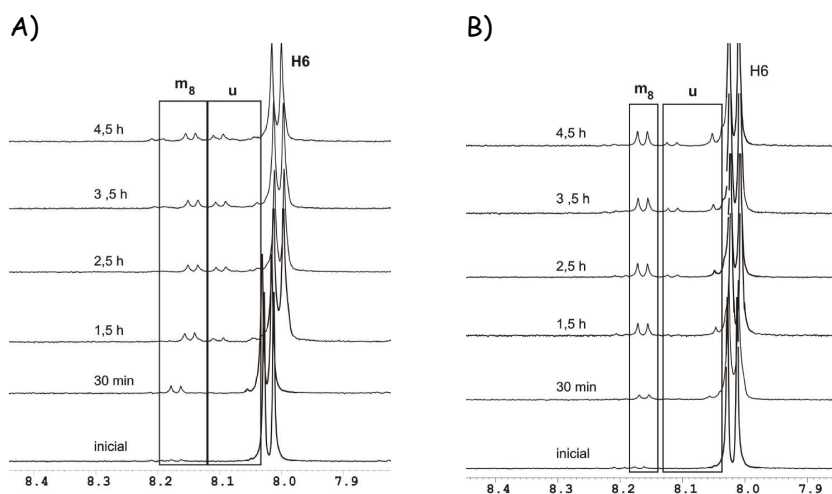 A)
m8 u H6
4,5 h
3 ,5 h
2,5 h
1,5 h
30 min
inicial
8.4 8.3 8.2 8.1 8.0 7.9
B)
m8 u H6
4,5 h
3 ,5 h
2,5 h
1,5 h
30 min
inicial
8.4 8.3 8.2 8.1 8.0 7.9